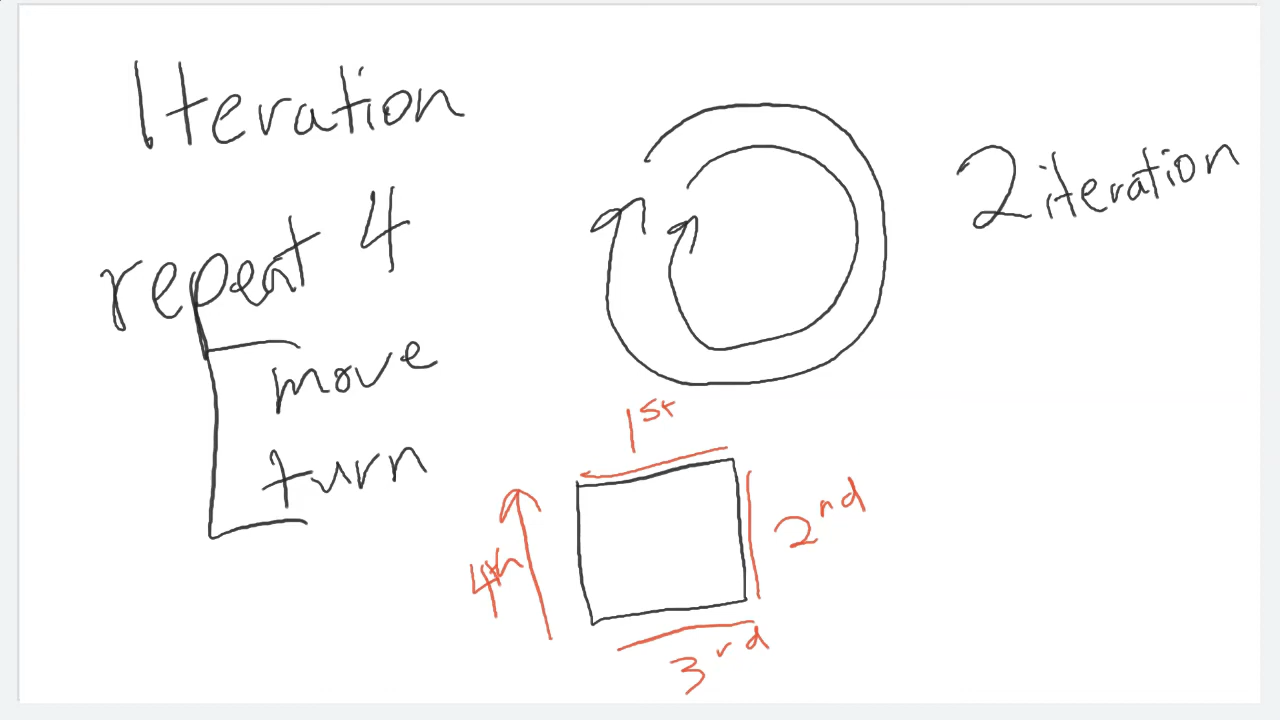 Iteration
repeat 4
move
turn
2 iteration
1st
2nd
3rd
4th